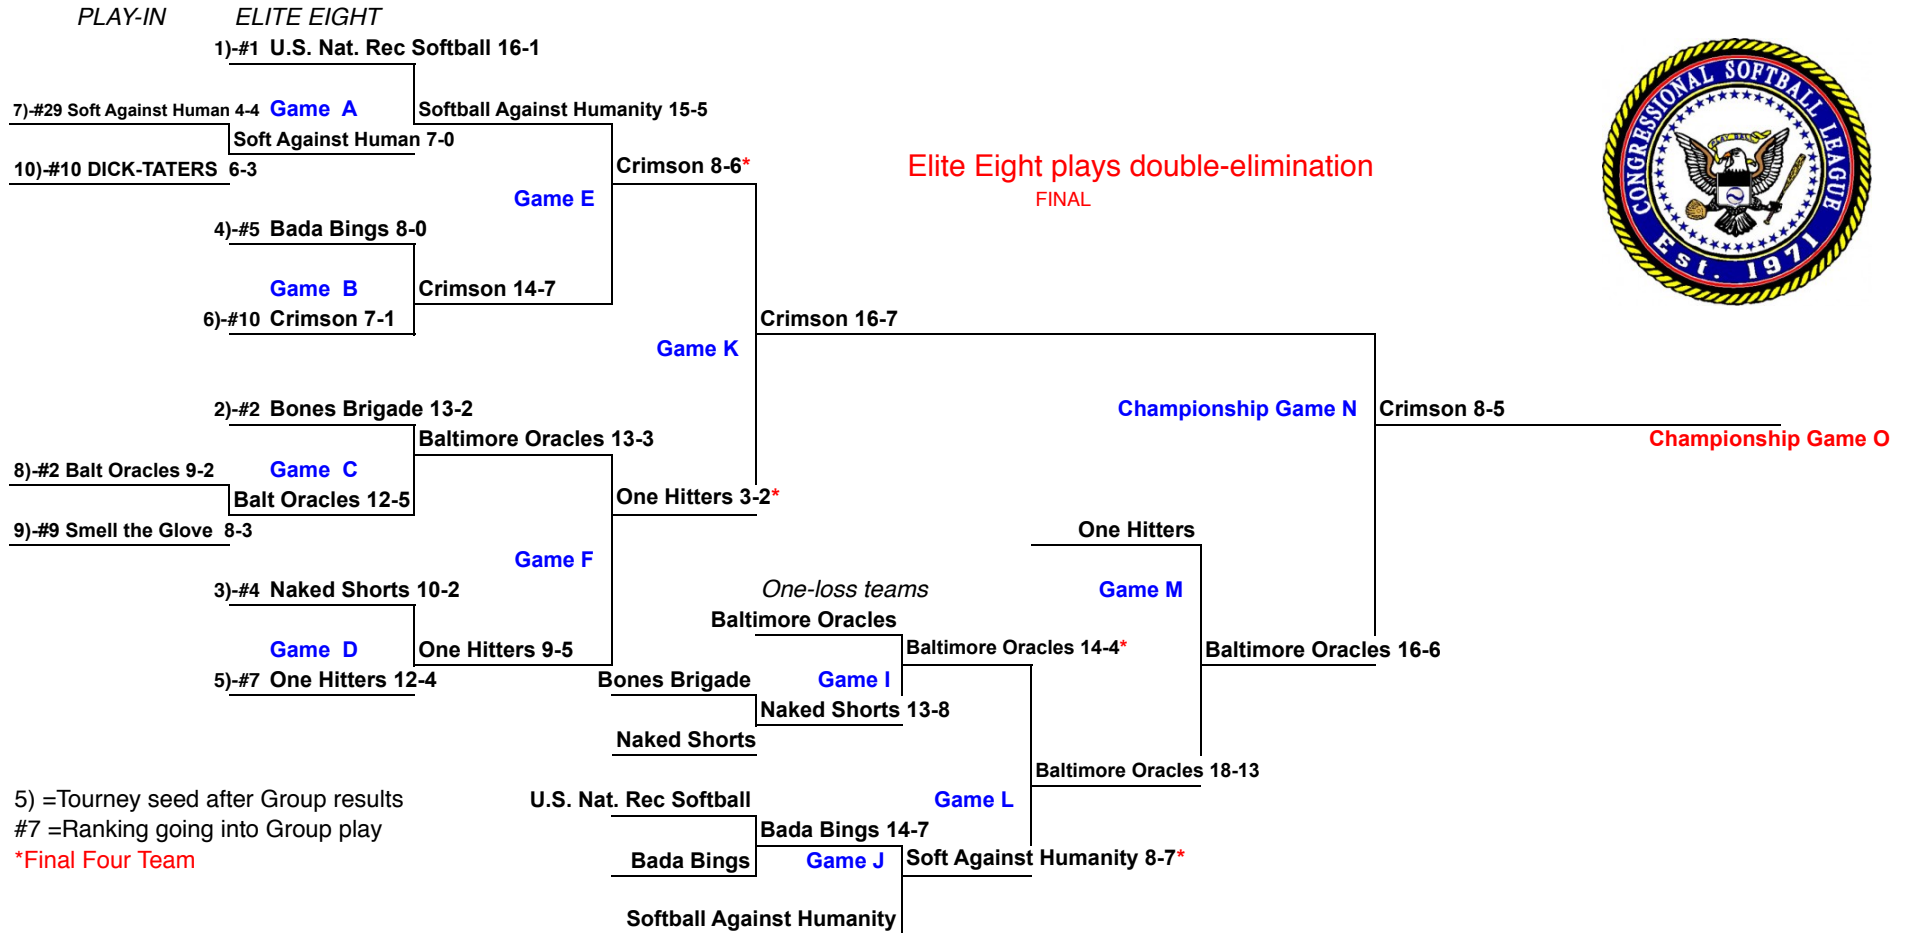 PLAY-IN ELITE EIGHT
1)-#1 U.S. Nat. Rec Softball 16-1
7)-#29 Soft Against Human 4-4 Game A Softball Against Humanity 15-5
Soft Against Human 7-0
10)-#10 DICK-TATERS 6-3 Crimson 8-6* Elite Eight plays double-elimination
Game E FINAL
4)-#5 Bada Bings 8-0
Game B Crimson 14-7
6)-#10 Crimson 7-1 Crimson 16-7
Game K
2)-#2 Bones Brigade 13-2 Championship Game N Crimson 8-5
Baltimore Oracles 13-3 Championship Game O
8)-#2 Balt Oracles 9-2 Game C
Balt Oracles 12-5 One Hitters 3-2*
9)-#9 Smell the Glove 8-3 One Hitters
Game F
3)-#4 Naked Shorts 10-2 One-loss teams Game M
Baltimore Oracles
Game D One Hitters 9-5 Baltimore Oracles 14-4* Baltimore Oracles 16-6
5)-#7 One Hitters 12-4 Bones Brigade Game I
Naked Shorts 13-8
Naked Shorts
Baltimore Oracles 18-13
5) =Tourney seed after Group results U.S. Nat. Rec Softball Game L
#7 =Ranking going into Group play Bada Bings 14-7
*Final Four Team Bada Bings Game J Soft Against Humanity 8-7*
Softball Against Humanity
CONGRESSIONAL SOFTBALL LEAGUE
Est. 1971